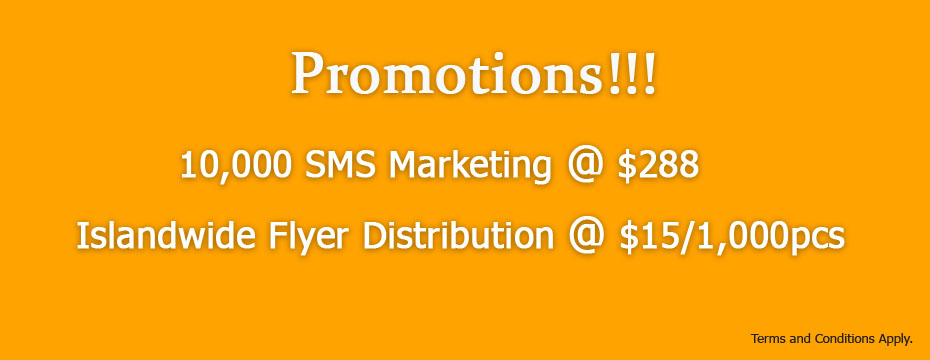 Promotions!!!
10,000 SMS Marketing @ $288
Islandwide Flyer Distribution @ $15/1,000pcs
Terms and Conditions Apply.